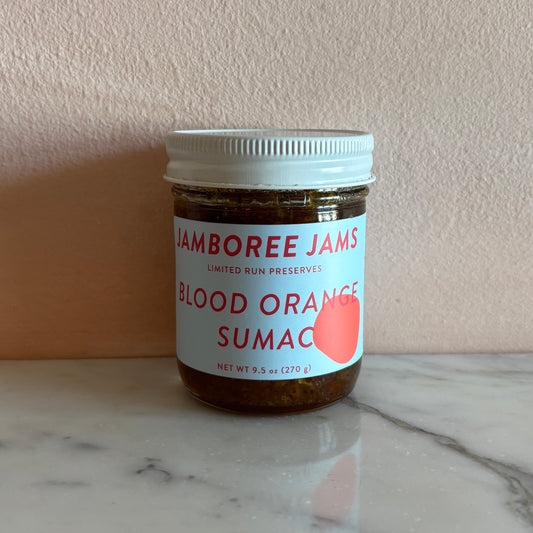 JAMBOREE JAMS
LIMITED RUN PRESERVES
BLOOD ORANGE
SUMAC
NET WT 9.5 oz (270 g)